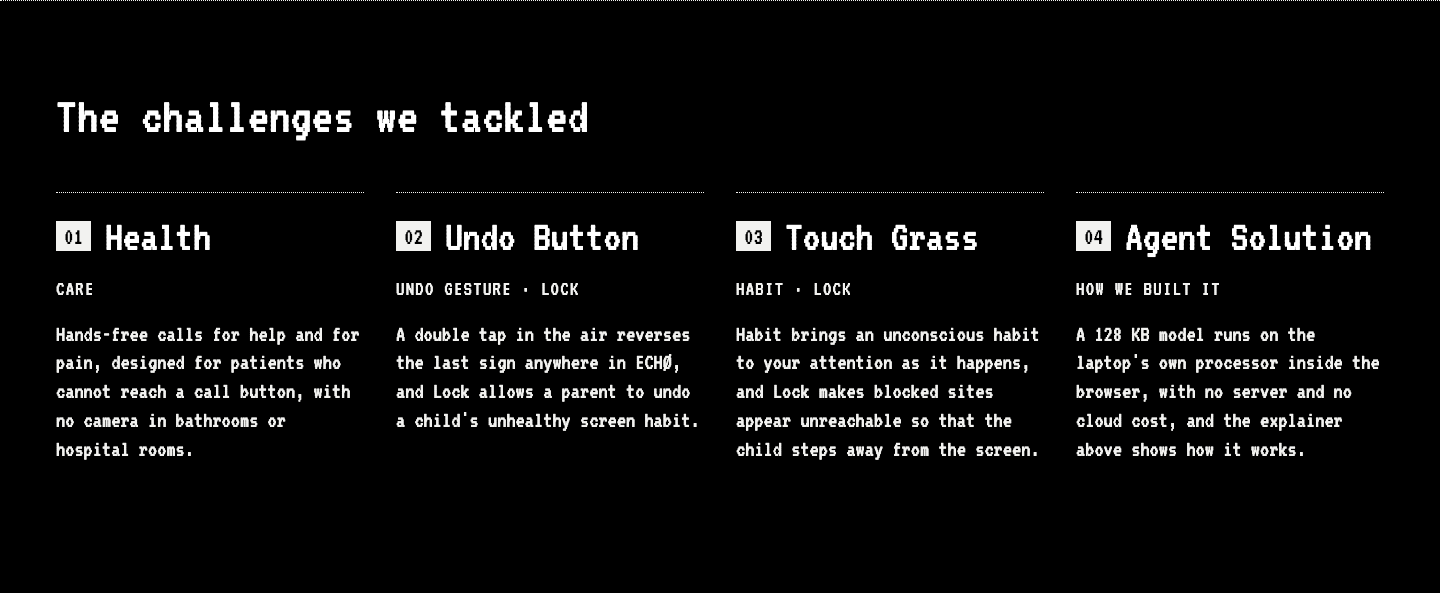 The challenges we tackled
01 Health
CARE
Hands-free calls for help and for
pain, designed for patients who
cannot reach a call button, with
no camera in bathrooms or
hospital rooms.
02 Undo Button
UNDO GESTURE · LOCK
A double tap in the air reverses
the last sign anywhere in ECHØ,
and Lock allows a parent to undo
a child's unhealthy screen habit.
03 Touch Grass
HABIT · LOCK
Habit brings an unconscious habit
to your attention as it happens,
and Lock makes blocked sites
appear unreachable so that the
child steps away from the screen.
04 Agent Solution
HOW WE BUILT IT
A 128 KB model runs on the
laptop's own processor inside the
browser, with no server and no
cloud cost, and the explainer
above shows how it works.